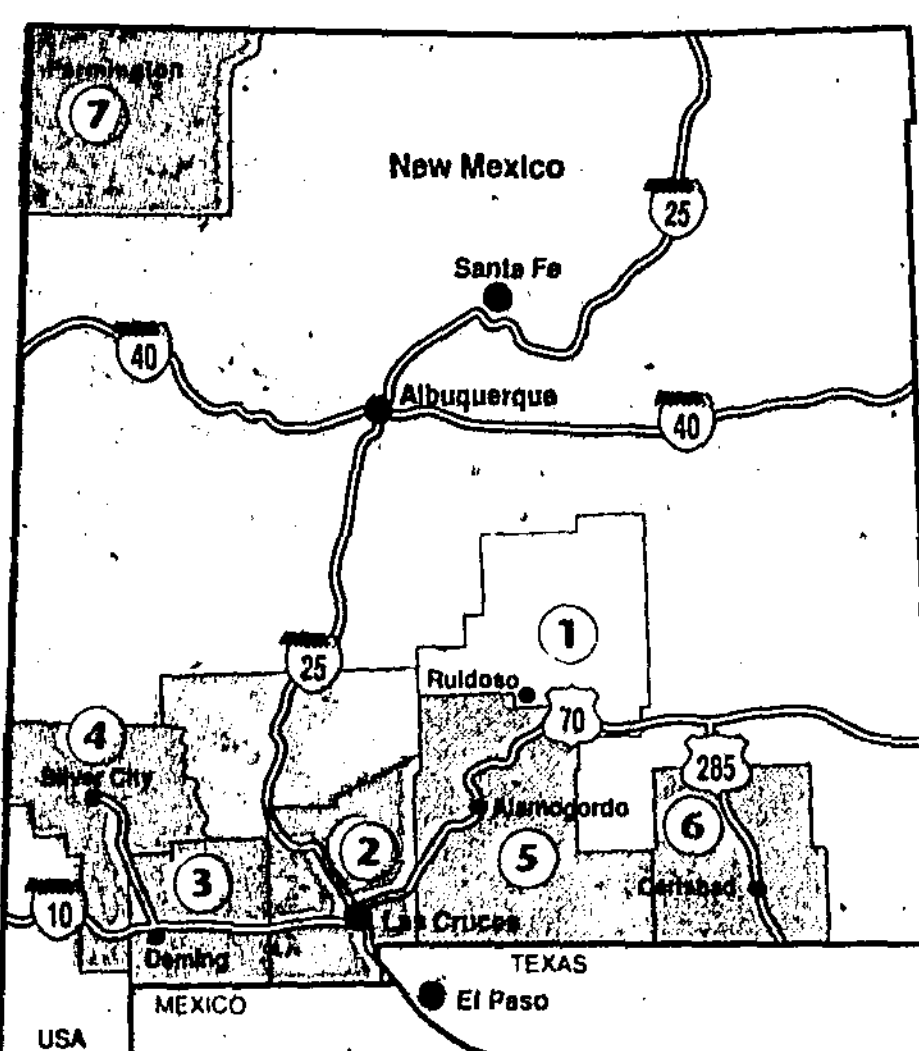 Farmington
7
New Mexico
25
Santa Fe
40
Albuquerque
40
1
25
Ruidoso
70
4
285
Silver City
Alamogordo
6
2
5
3
Carlsbad
10
Las Cruces
Deming
TEXAS
El Paso
MEXICO
USA